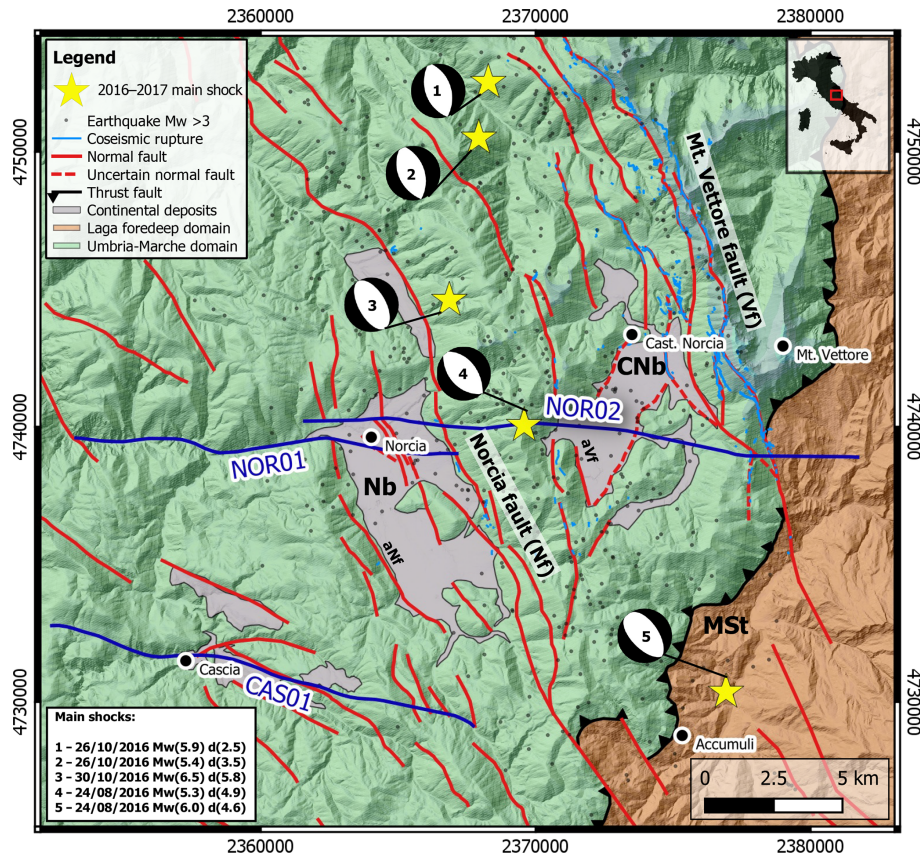 2360000
2370000
2380000
Legend
2016–2017 main shock
Earthquake Mw >3
Coseismic rupture
Normal fault
Uncertain normal fault
Thrust fault
Continental deposits
Laga foredeep domain
Umbria-Marche domain
1
2
3
4
5
4750000
4750000
Mt. Vettore fault (Vf)
Cast. Norcia
Mt. Vettore
CNb
NOR02
4740000
4740000
Norcia
NOR01
Nb
Norcia fault (Nf)
aVf
aNf
MSt
Cascia
CAS01
4730000
4730000
Accumuli
Main shocks:
1 – 26/10/2016 Mw(5.9) d(2.5)
2 – 26/10/2016 Mw(5.4) d(3.5)
3 – 30/10/2016 Mw(6.5) d(5.8)
4 – 24/08/2016 Mw(5.3) d(4.9)
5 – 24/08/2016 Mw(6.0) d(4.6)
0 2.5 5 km
2360000
2370000
2380000